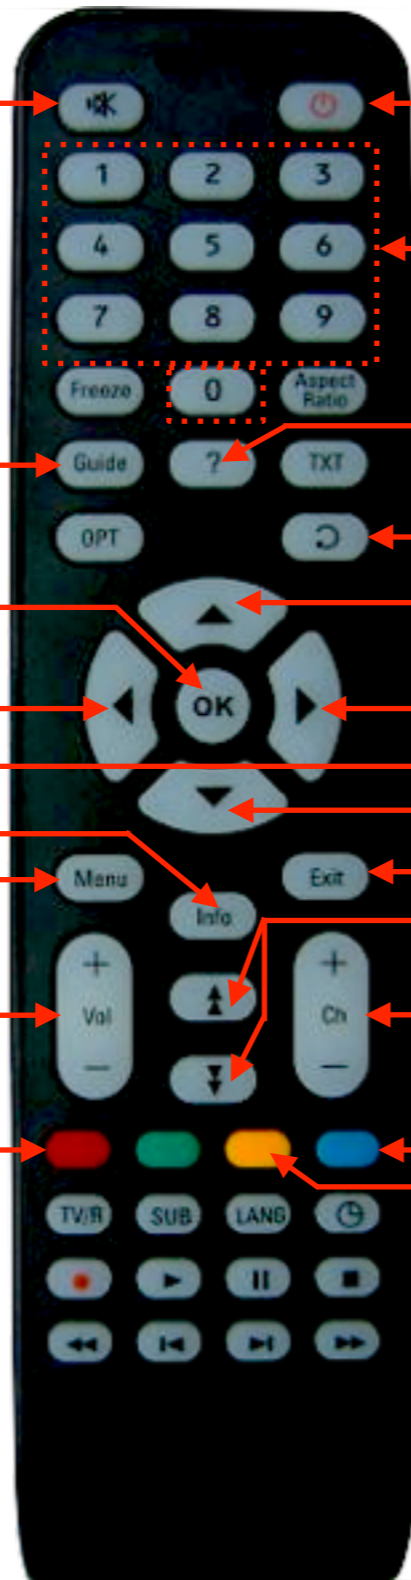 1 2 3
4 5 6
7 8 9
Freeze 0 Aspect
Ratio
Guide ? TXT
OPT
OK
Menu Exit
Info
+ +
Vol Ch
− −
TV/R SUB LANG